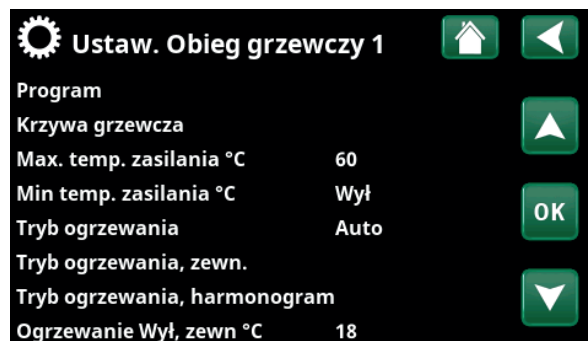 Ustaw. Obieg grzewczy 1
Program
Krzywa grzewcza
Max. temp. zasilania °C 60
Min temp. zasilania °C Wył
Tryb ogrzewania Auto
OK
Tryb ogrzewania, zewn.
Tryb ogrzewania, harmonogram
Ogrzewanie Wył, zewn °C 18